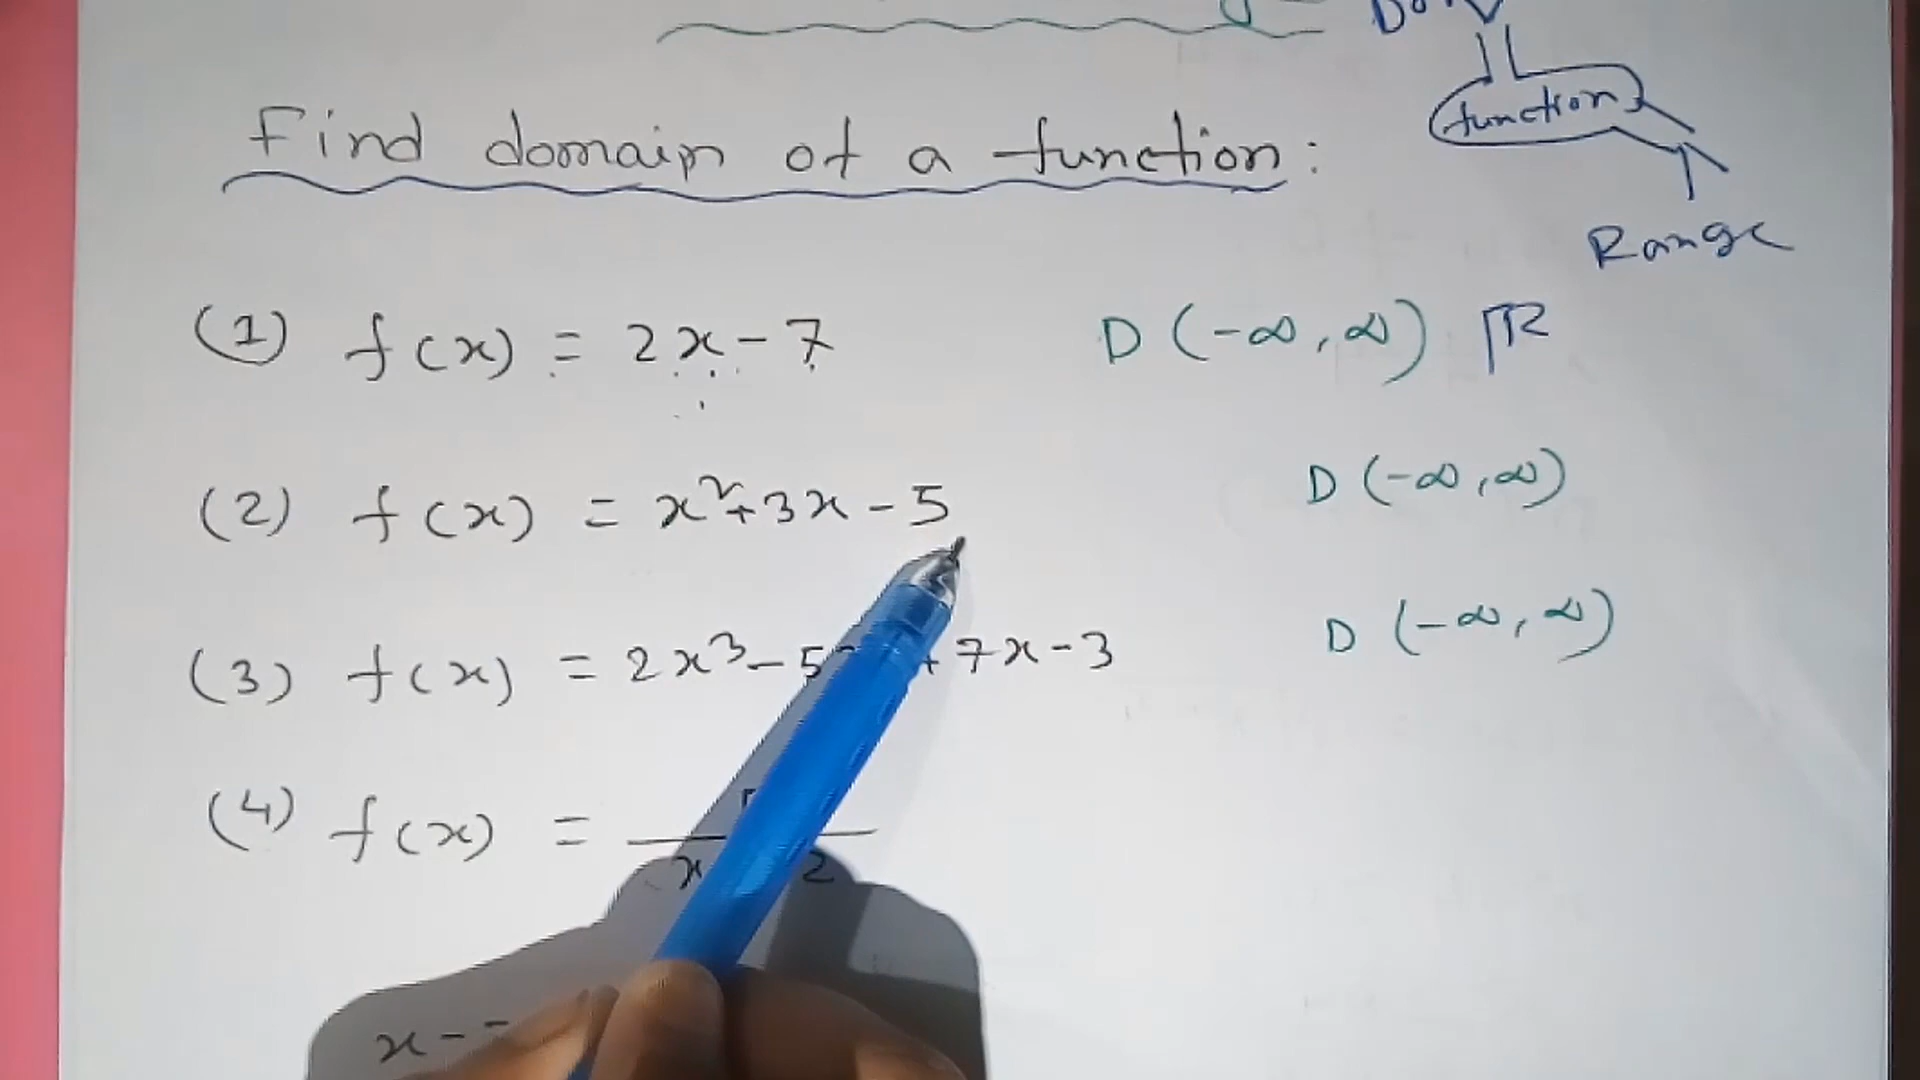 function
Range
Find domain of a function :
(1) f(x) = 2x - 7 D (-∞, ∞) ℝ
(2) f(x) = x²+3x - 5 D (-∞, ∞)
(3) f(x) = 2x³ - 5 + 7x - 3 D (-∞, ∞)
(4) f(x) =
x 2
x -